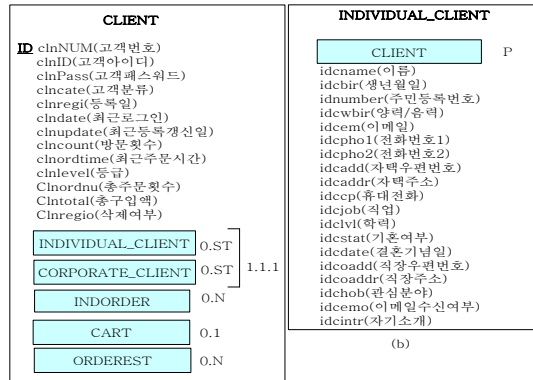 CLIENT
ID clnNUM(고객번호)
clnID(고객아이디)
clnPass(고객패스워드)
clncate(고객분류)
clnregi(등록일)
clndate(최근로그인)
clnupdate(최근등록갱신일)
clncount(방문횟수)
clnordtime(최근주문시간)
clnlevel(등급)
Clnordnu(총주문횟수)
Clntotal(총구입액)
Clnregio(삭제여부)
INDIVIDUAL_CLIENT 0.ST
1.1.1
CORPORATE_CLIENT 0.ST
INDORDER 0.N
CART 0.1
ORDEREST 0.N
INDIVIDUAL_CLIENT
CLIENT P
idcname(이름)
idcbir(생년월일)
idnumber(주민등록번호)
idcwbir(양력/음력)
idcem(이메일)
idcpho1(전화번호1)
idcpho2(전화번호2)
idcadd(자택우편번호)
idcaddr(자택주소)
idccp(휴대전화)
idcjob(직업)
idclvl(학력)
idcstat(기혼여부)
idcdate(결혼기념일)
idcoadd(직장우편번호)
idcoaddr(직장주소)
idchob(관심분야)
idcemo(이메일수신여부)
idcintr(자기소개)
(b)